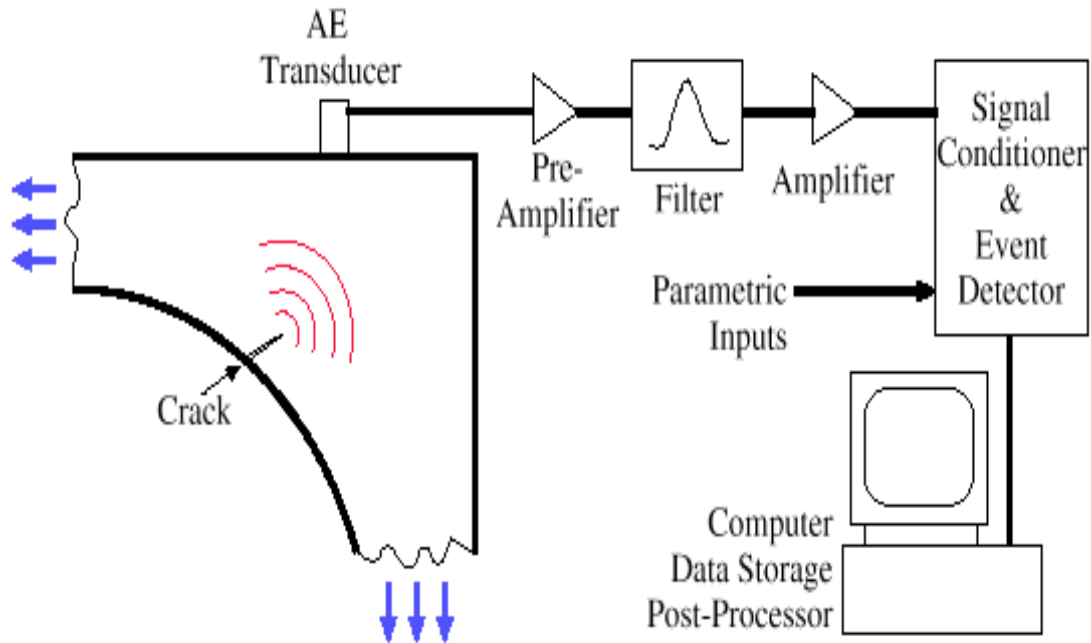 AE
Transducer
Pre-
Amplifier
Filter
Amplifier
Signal
Conditioner
&
Event
Detector
Parametric
Inputs
Crack
Computer
Data Storage
Post-Processor